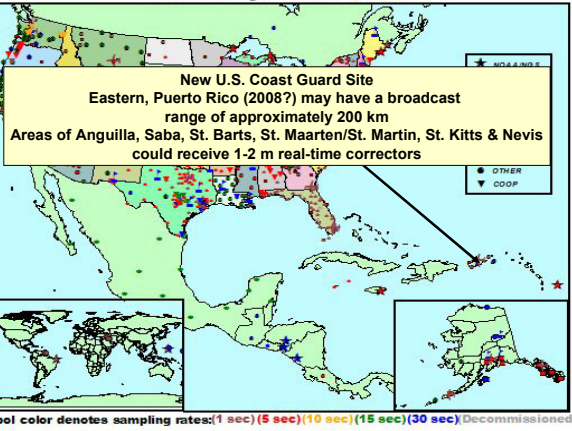 New U.S. Coast Guard Site
Eastern, Puerto Rico (2008?) may have a broadcast
range of approximately 200 km
Areas of Anguilla, Saba, St. Barts, St. Maarten/St. Martin, St. Kitts & Nevis
could receive 1-2 m real-time correctors
NOAA/NGS
OTHER
COOP
ool color denotes sampling rates:(1 sec)(5 sec)(10 sec)(15 sec)(30 sec)(Decommissioned